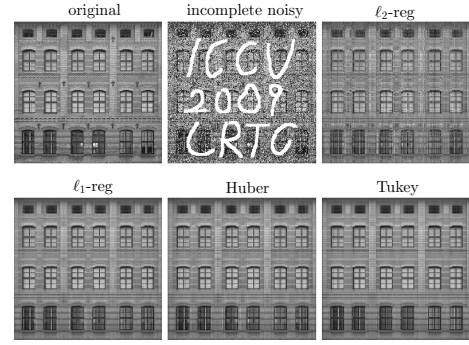 original incomplete noisy ℓ2-reg
ICCV
2009
LRTC
ℓ1-reg Huber Tukey